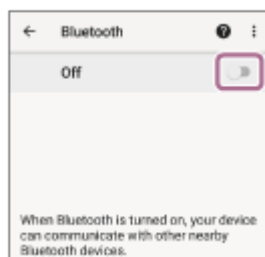 Bluetooth
Off
When Bluetooth is turned on, your device
can communicate with other nearby
Bluetooth devices.